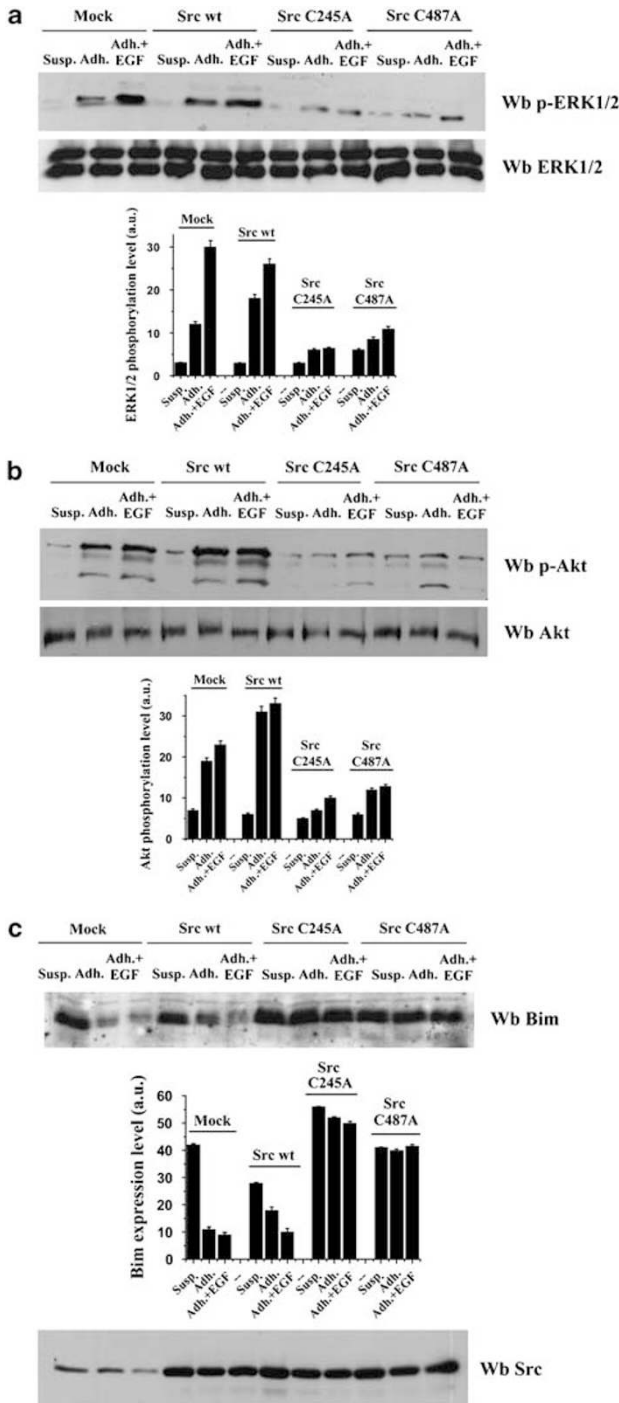 a
Mock Src wt Src C245A Src C487A
Adh.+ Adh.+ Adh.+ Adh.+
Susp. Adh. EGF Susp. Adh. EGF Susp. Adh. EGF Susp. Adh. EGF
Wb p-ERK1/2
Wb ERK1/2
ERK1/2 phosphorylation level (a.u.)
30
20
10
0
Mock
Src wt
Src
C245A
Src
C487A
Susp. Adh. Adh.+EGF -- Susp. Adh. Adh.+EGF -- Susp. Adh. Adh.+EGF -- Susp. Adh. Adh.+EGF
b
Mock Src wt Src C245A Src C487A
Adh.+ Adh.+ Adh.+ Adh.+
Susp. Adh. EGF Susp. Adh. EGF Susp. Adh. EGF Susp. Adh. EGF
Wb p-Akt
Wb Akt
Akt phosphorylation level (a.u.)
30
20
10
0
Mock
Src wt
Src
C245A
Src
C487A
Susp. Adh. Adh.+EGF -- Susp. Adh. Adh.+EGF -- Susp. Adh. Adh.+EGF -- Susp. Adh. Adh.+EGF
c
Mock Src wt Src C245A Src C487A
Adh.+ Adh.+ Adh.+ Adh.+
Susp. Adh. EGF Susp. Adh. EGF Susp. Adh. EGF Susp. Adh. EGF
Wb Bim
Bim expression level (a.u.)
60
50
40
30
20
10
0
Mock
Src wt
Src
C245A
Src
C487A
Susp. Adh. Adh.+EGF -- Susp. Adh. Adh.+EGF -- Susp. Adh. Adh.+EGF -- Susp. Adh. Adh.+EGF
Wb Src